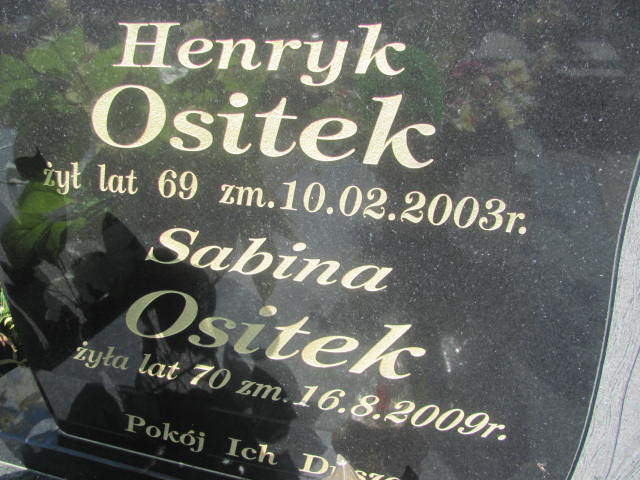 Henryk
Ositek
żył lat 69 zm.10.02.2003r.
Sabina
Ositek
żyła lat 70 zm.16.8.2009r.
Pokój Ich